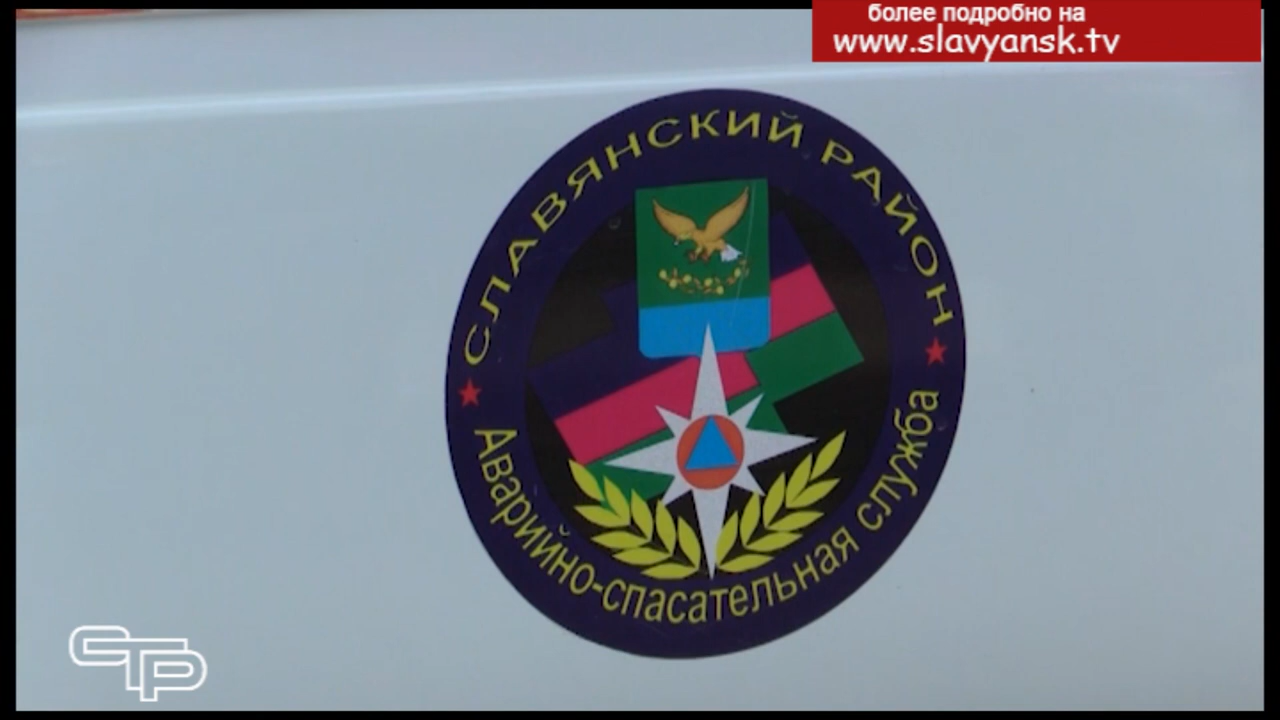 более подробно на
www.slavyansk.tv
СЛАВЯНСКИЙ РАЙОН
Аварийно-спасательная служба
СТР